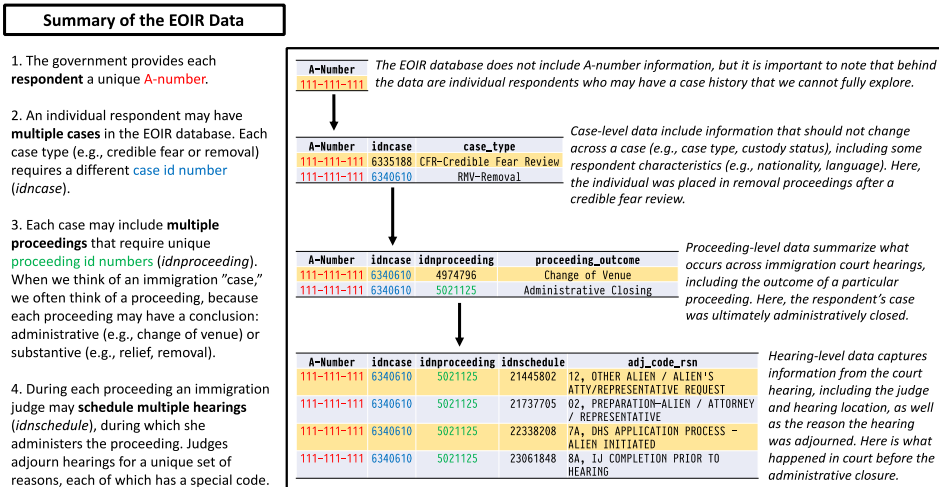 Summary of the EOIR Data
1. The government provides each
respondent a unique A-number.
2. An individual respondent may have
multiple cases in the EOIR database. Each
case type (e.g., credible fear or removal)
requires a different case id number
(idncase).
3. Each case may include multiple
proceedings that require unique
proceeding id numbers (idnproceeding).
When we think of an immigration ”case,”
we often think of a proceeding, because
each proceeding may have a conclusion:
administrative (e.g., change of venue) or
substantive (e.g., relief, removal).
4. During each proceeding an immigration
judge may schedule multiple hearings
(idnschedule), during which she
administers the proceeding. Judges
adjourn hearings for a unique set of
reasons, each of which has a special code.
A-Number
111-111-111
The EOIR database does not include A-number information, but it is important to note that behind
the data are individual respondents who may have a case history that we cannot fully explore.
A-Number idncase case_type
111-111-111 6335188 CFR-Credible Fear Review
111-111-111 6340610 RMV-Removal
Case-level data include information that should not change
across a case (e.g., case type, custody status), including some
respondent characteristics (e.g., nationality, language). Here,
the individual was placed in removal proceedings after a
credible fear review.
A-Number idncase idnproceeding proceeding_outcome
111-111-111 6340610 4974796 Change of Venue
111-111-111 6340610 5021125 Administrative Closing
Proceeding-level data summarize what
occurs across immigration court hearings,
including the outcome of a particular
proceeding. Here, the respondent’s case
was ultimately administratively closed.
A-Number idncase idnproceeding idnschedule adj_code_rsn
111-111-111 6340610 5021125 21445802 12, OTHER ALIEN / ALIEN'S
ATTY/REPRESENTATIVE REQUEST
111-111-111 6340610 5021125 21737705 02, PREPARATION-ALIEN / ATTORNEY
/ REPRESENTATIVE
111-111-111 6340610 5021125 22338208 7A, DHS APPLICATION PROCESS -
ALIEN INITIATED
111-111-111 6340610 5021125 23061848 8A, IJ COMPLETION PRIOR TO
HEARING
Hearing-level data captures
information from the court
hearing, including the judge
and hearing location, as well
as the reason the hearing
was adjourned. Here is what
happened in court before the
administrative closure.